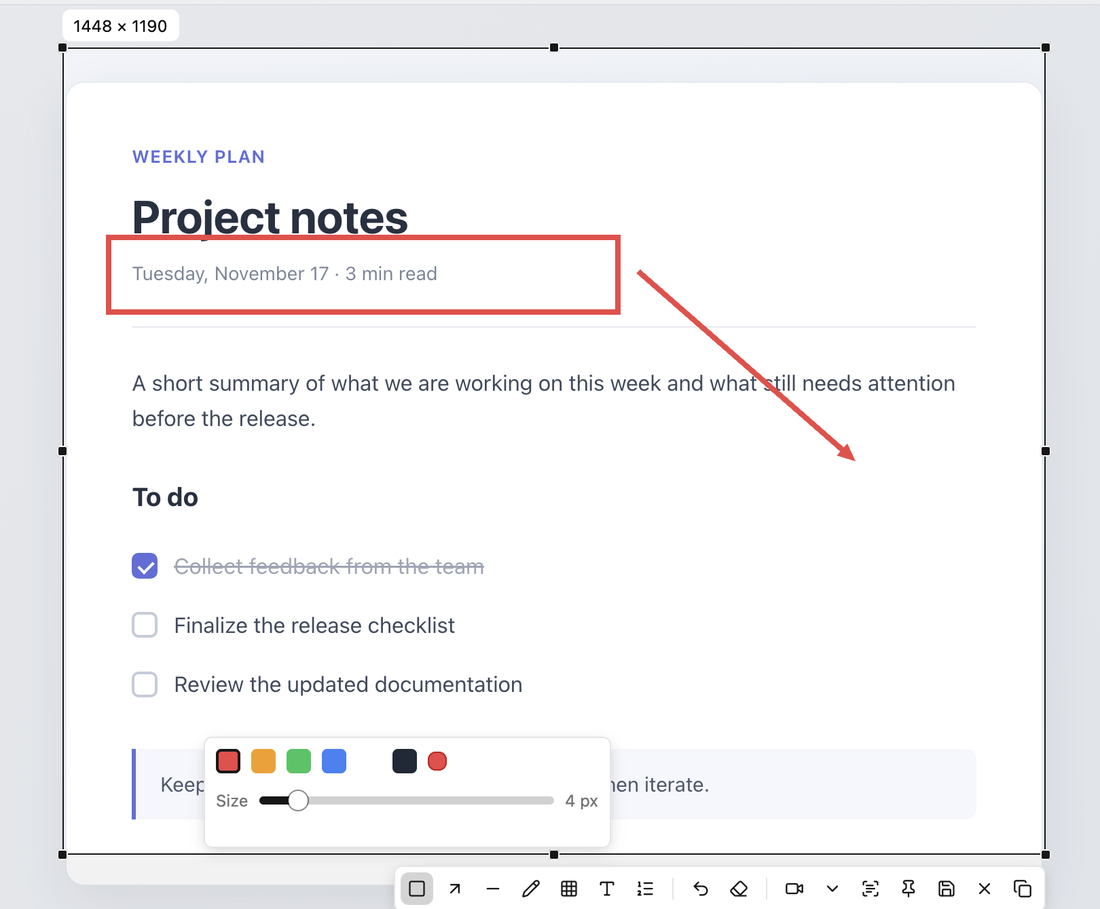 1448 × 1190
WEEKLY PLAN
Project notes
Tuesday, November 17 · 3 min read
A short summary of what we are working on this week and what still needs attention
before the release.
To do
Collect feedback from the team
Finalize the release checklist
Review the updated documentation
Keep
iterate.
Size
4 px